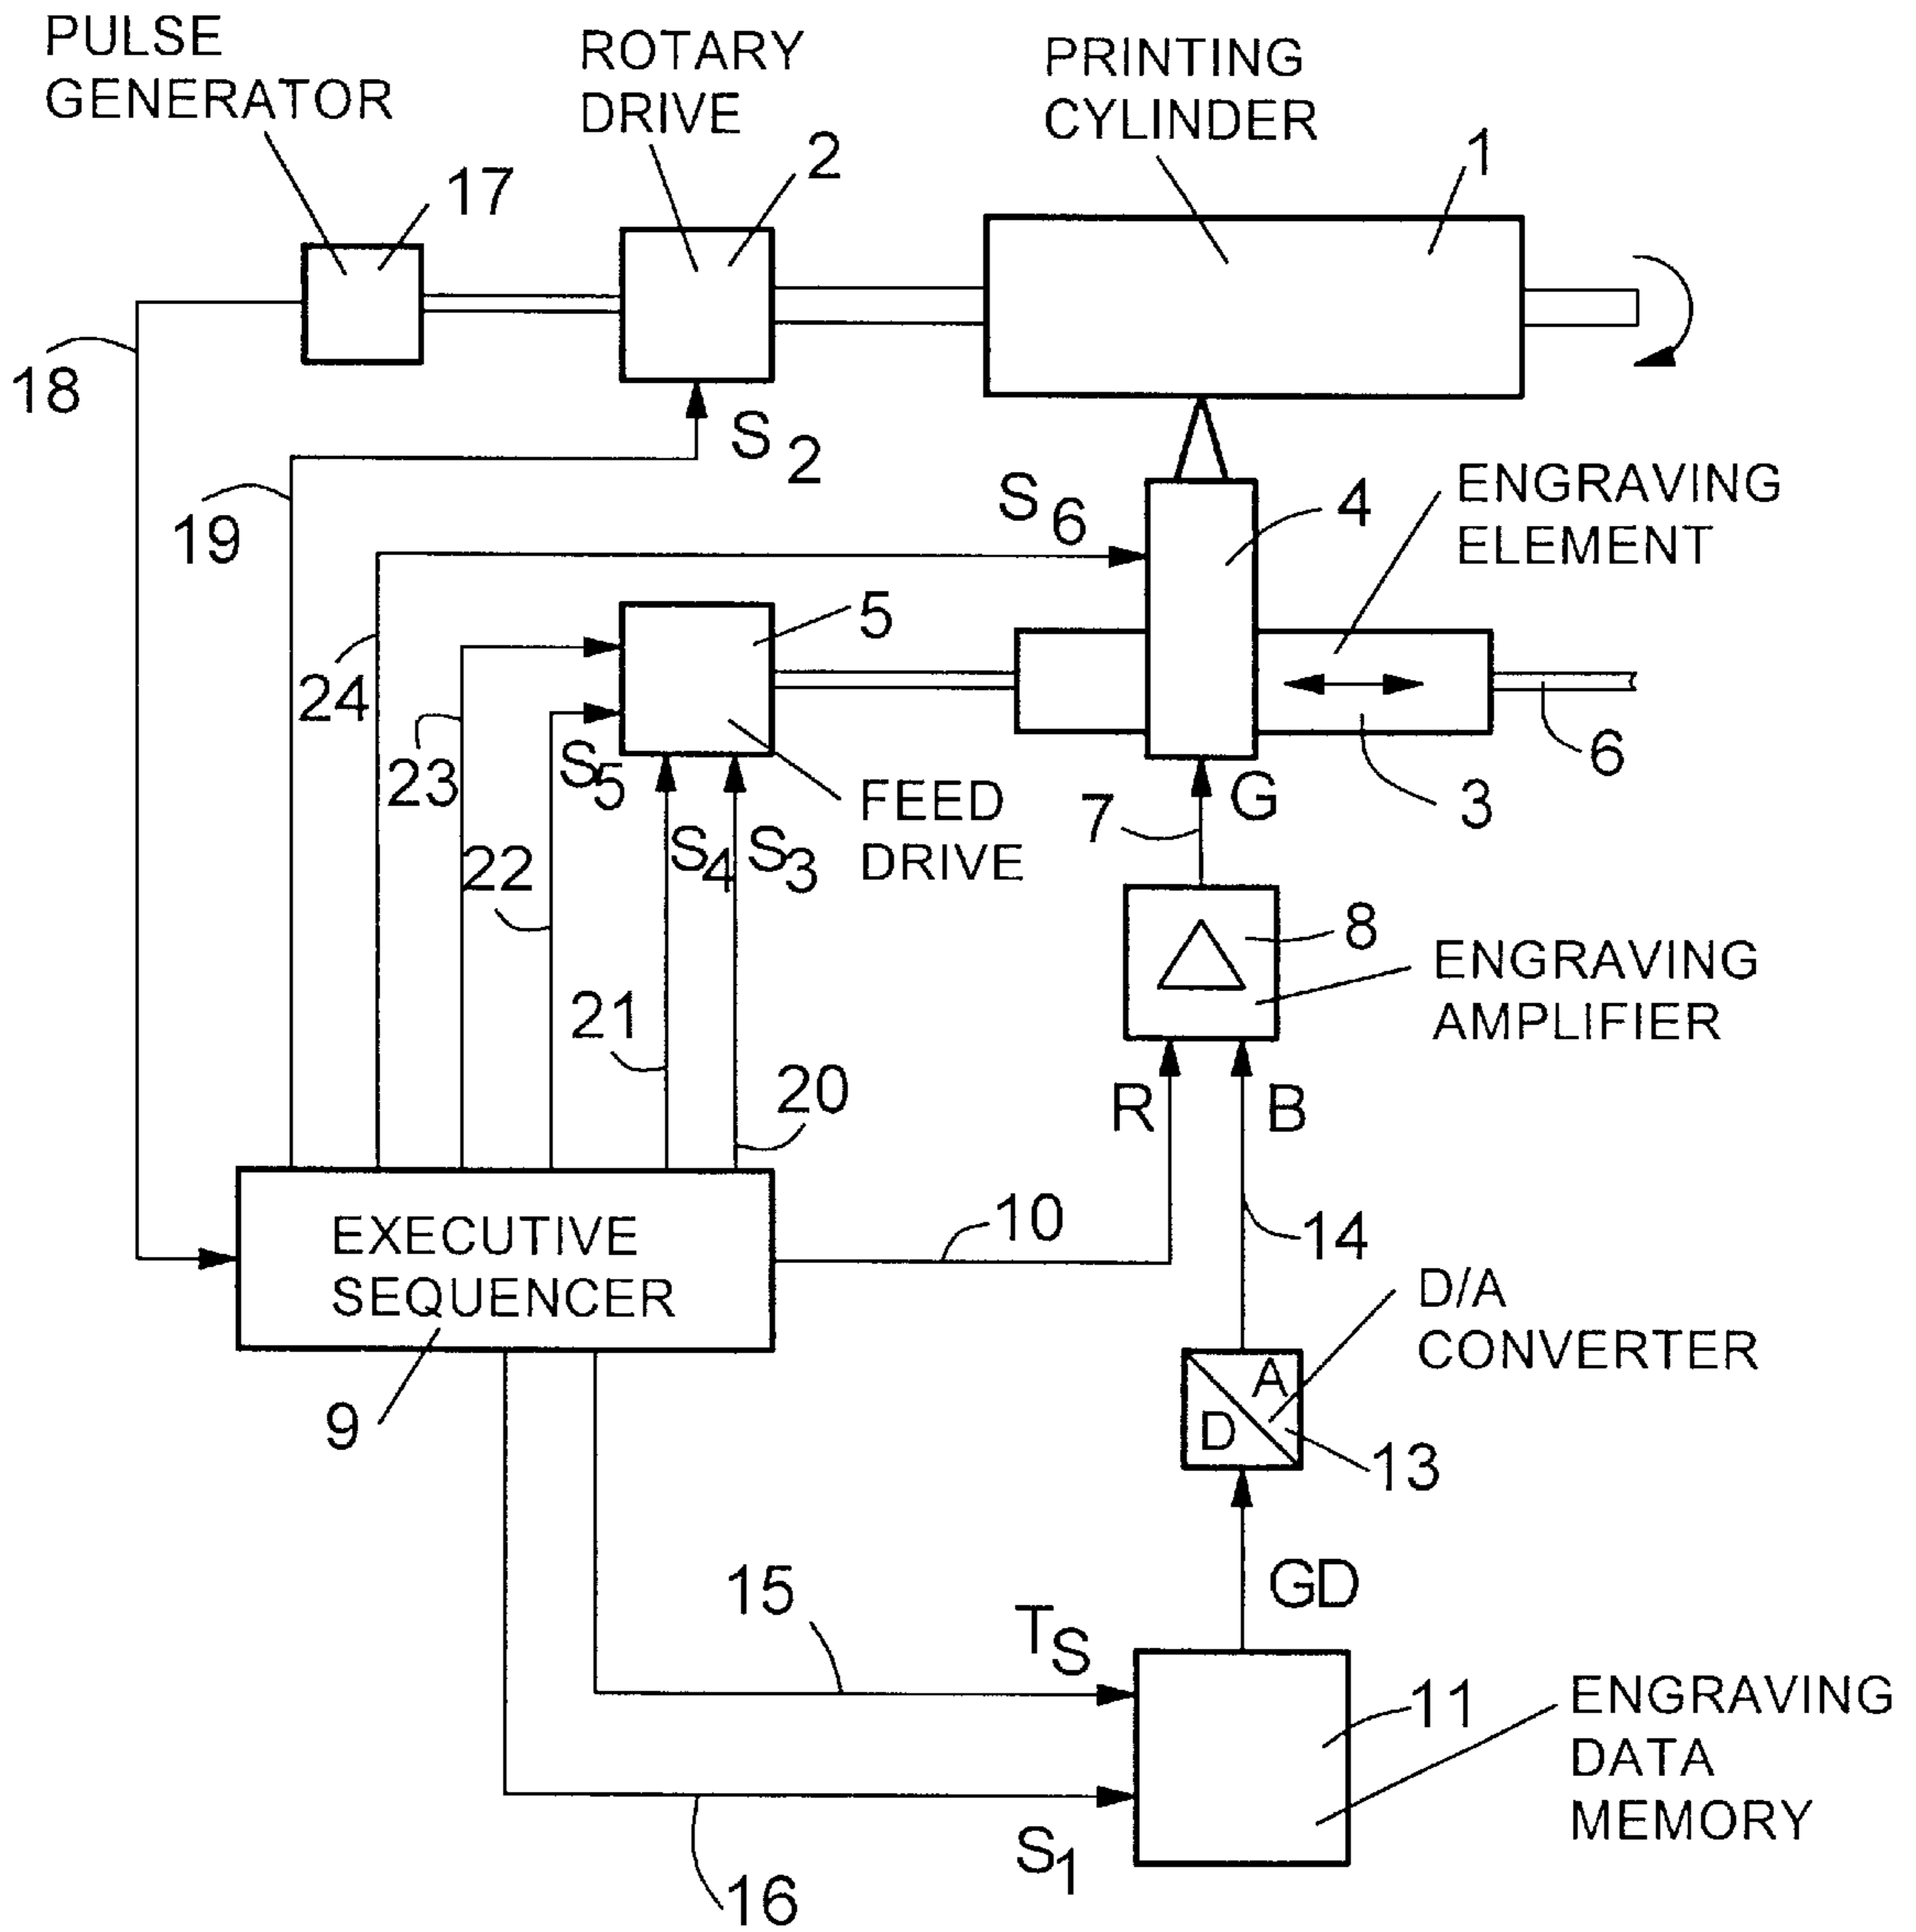 PULSE
GENERATOR
ROTARY
DRIVE
PRINTING
CYLINDER
17
2
1
18
S2
19
S6
4
ENGRAVING
ELEMENT
24
5
23
S5
6
3
FEED
DRIVE
G
7
22
S4
S3
8
ENGRAVING
AMPLIFIER
21
20
R
B
EXECUTIVE
SEQUENCER
10
14
D/A
CONVERTER
9
A
D
13
15
GD
TS
11
ENGRAVING
DATA
MEMORY
16
S1